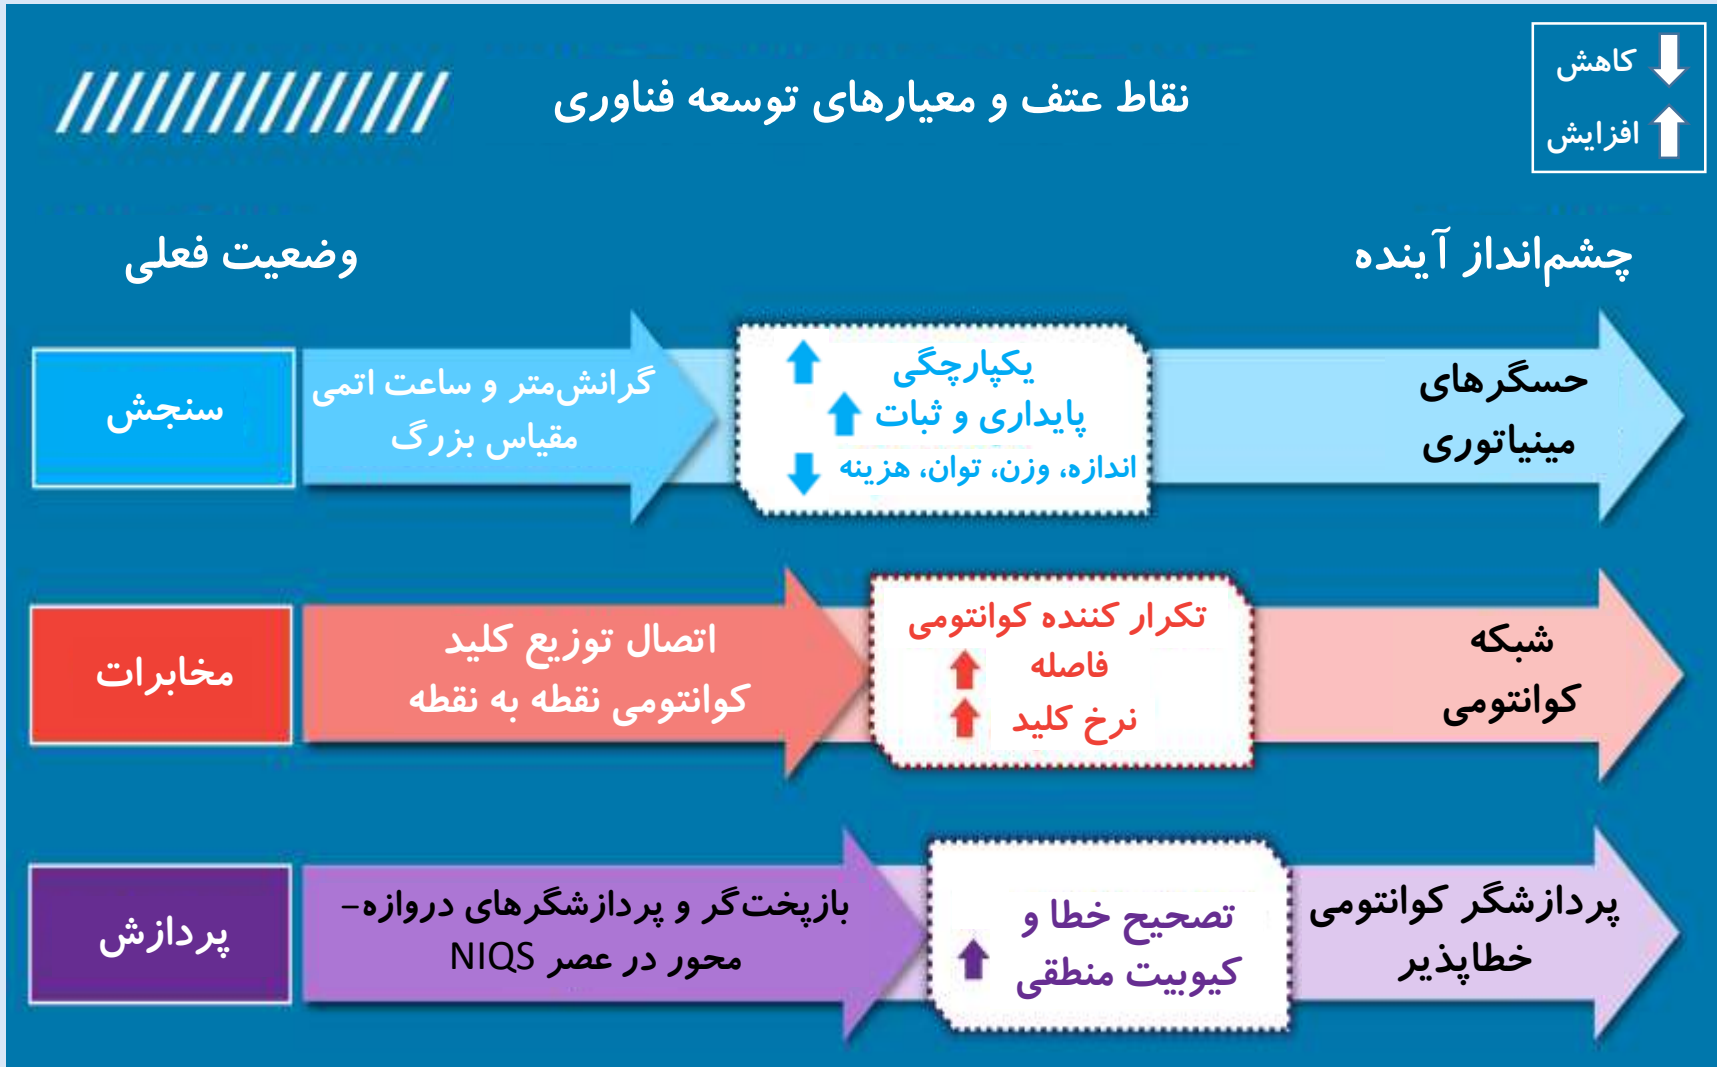 نقاط عتف و معیارهای توسعه فناوری
کاهش
افزایش
وضعیت فعلی
چشم‌انداز آینده
سنجش
گرانش‌متر و ساعت اتمی
مقیاس بزرگ
یکپارچگی
پایداری و ثبات
اندازه، وزن، توان، هزینه
حسگرهای
مینیاتوری
مخابرات
اتصال توزیع کلید
کوانتومی نقطه به نقطه
تکرار کننده کوانتومی
فاصله
نرخ کلید
شبکه
کوانتومی
پردازش
بازپخت‌گر و پردازشگرهای دروازه-
محور در عصر NIQS
تصحیح خطا و
کیوبیت منطقی
پردازشگر کوانتومی
خطاپذیر